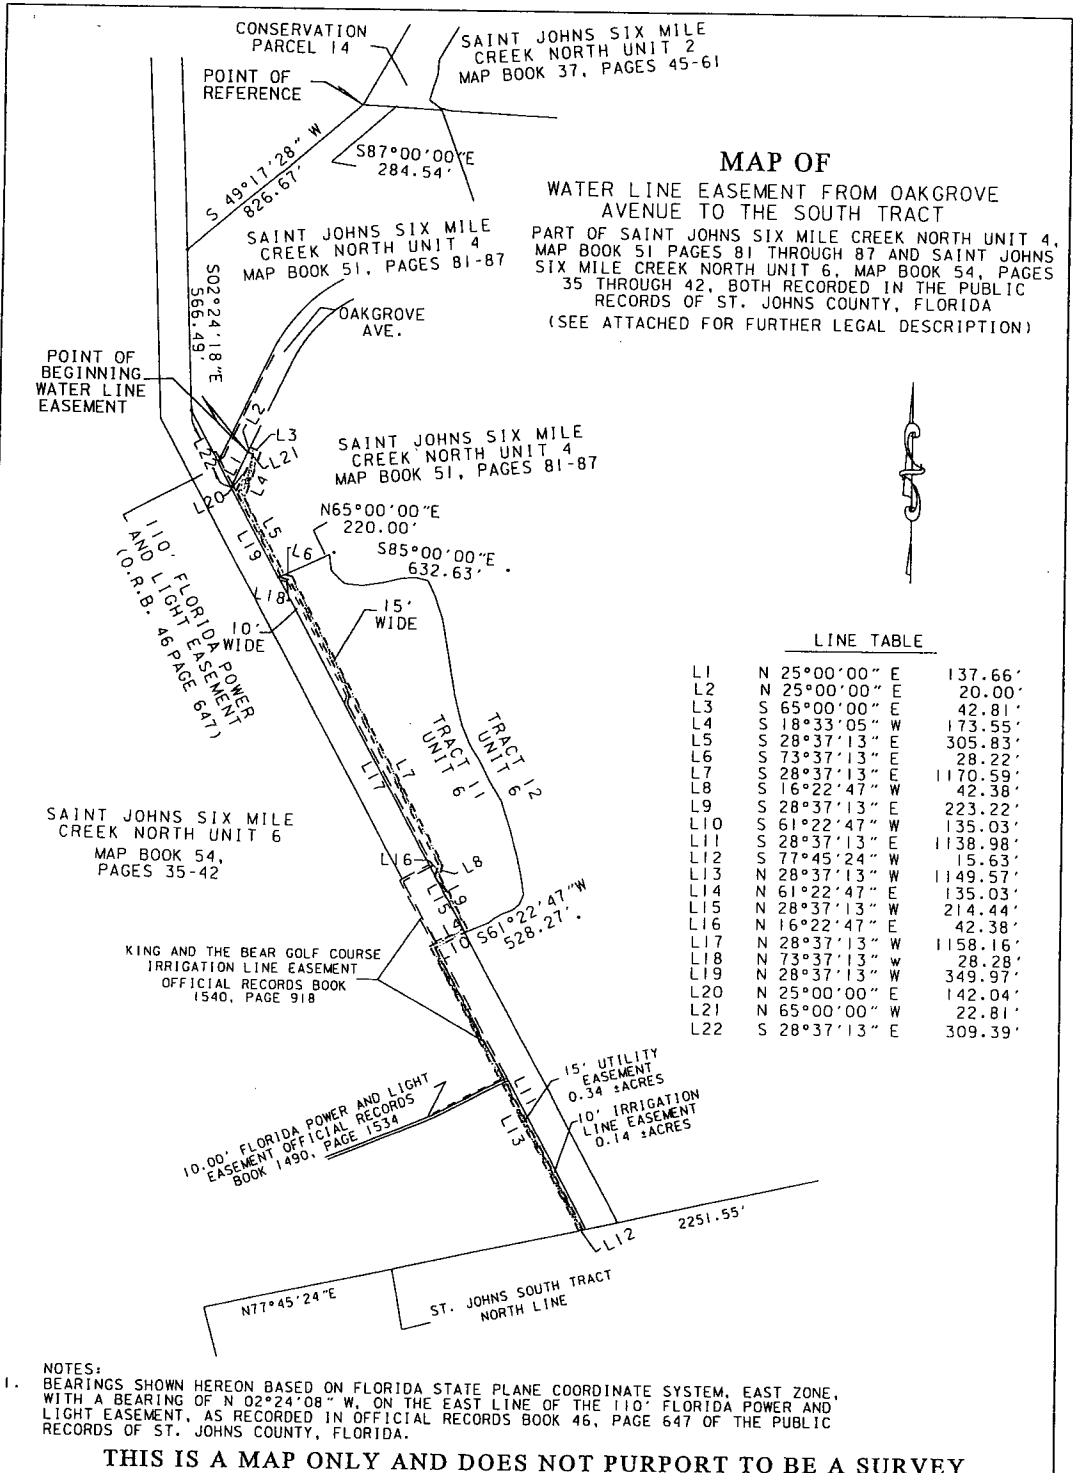 CONSERVATION
PARCEL 14
SAINT JOHNS SIX MILE
CREEK NORTH UNIT 2
MAP BOOK 37, PAGES 45-61
POINT OF
REFERENCE
S87°00'00"E
284.54'
S 49°17'28" W
826.67'
MAP OF
WATER LINE EASEMENT FROM OAKGROVE
AVENUE TO THE SOUTH TRACT
PART OF SAINT JOHNS SIX MILE CREEK NORTH UNIT 4,
MAP BOOK 51 PAGES 81 THROUGH 87 AND SAINT JOHNS
SIX MILE CREEK NORTH UNIT 6, MAP BOOK 54, PAGES
35 THROUGH 42, BOTH RECORDED IN THE PUBLIC
RECORDS OF ST. JOHNS COUNTY, FLORIDA
(SEE ATTACHED FOR FURTHER LEGAL DESCRIPTION)
SAINT JOHNS SIX MILE
CREEK NORTH UNIT 4
MAP BOOK 51, PAGES 81-87
S02°24'18"E
566.49'
OAKGROVE
AVE.
POINT OF
BEGINNING
WATER LINE
EASEMENT
L2
L3
L21
L22
L1
L4
L20
SAINT JOHNS SIX MILE
CREEK NORTH UNIT 4
MAP BOOK 51, PAGES 81-87
N65°00'00"E
220.00'
S85°00'00"E
632.63'
L5
L19
L6
L18
110' FLORIDA POWER
AND LIGHT EASEMENT
(O.R.B. 46 PAGE 647)
10'
WIDE
15'
WIDE
TRACT 11
UNIT 6
TRACT 12
UNIT 6
L7
L17
LINE TABLE
L1 N 25°00'00" E 137.66'
L2 N 25°00'00" E 20.00'
L3 S 65°00'00" E 42.81'
L4 S 18°33'05" W 173.55'
L5 S 28°37'13" E 305.83'
L6 S 73°37'13" E 28.22'
L7 S 28°37'13" E 1170.59'
L8 S 16°22'47" W 42.38'
L9 S 28°37'13" E 223.22'
L10 S 61°22'47" W 135.03'
L11 S 28°37'13" E 1138.98'
L12 S 77°45'24" W 15.63'
L13 N 28°37'13" W 1149.57'
L14 N 61°22'47" E 135.03'
L15 N 28°37'13" W 214.44'
L16 N 16°22'47" E 42.38'
L17 N 28°37'13" W 1158.16'
L18 N 73°37'13" w 28.28'
L19 N 28°37'13" W 349.97'
L20 N 25°00'00" E 142.04'
L21 N 65°00'00" W 22.81'
L22 S 28°37'13" E 309.39'
SAINT JOHNS SIX MILE
CREEK NORTH UNIT 6
MAP BOOK 54,
PAGES 35-42
L16
L8
L9
L15
L10
S61°22'47"W
528.27'
KING AND THE BEAR GOLF COURSE
IRRIGATION LINE EASEMENT
OFFICIAL RECORDS BOOK
1540, PAGE 918
15' UTILITY
EASEMENT
0.34 ±ACRES
10' IRRIGATION
LINE EASEMENT
0.14 ±ACRES
L11
L13
10.00' FLORIDA POWER AND LIGHT
EASEMENT OFFICIAL RECORDS
BOOK 1490, PAGE 1534
L12
2251.55'
N77°45'24"E
ST. JOHNS SOUTH TRACT
NORTH LINE
NOTES:
1. BEARINGS SHOWN HEREON BASED ON FLORIDA STATE PLANE COORDINATE SYSTEM, EAST ZONE,
WITH A BEARING OF N 02°24'08" W, ON THE EAST LINE OF THE 110' FLORIDA POWER AND
LIGHT EASEMENT, AS RECORDED IN OFFICIAL RECORDS BOOK 46, PAGE 647 OF THE PUBLIC
RECORDS OF ST. JOHNS COUNTY, FLORIDA.
THIS IS A MAP ONLY AND DOES NOT PURPORT TO BE A SURVEY